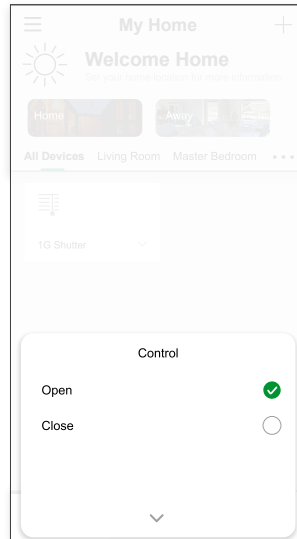 My Home
Welcome Home
Set your home location for more information
Home
Away
All Devices Living Room Master Bedroom
1G Shutter
Control
Open
Close